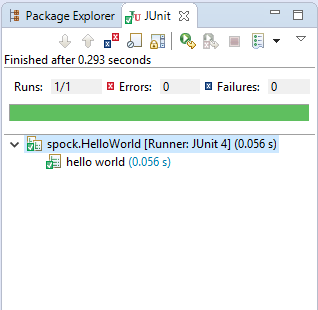 Package Explorer JUnit
Finished after 0.293 seconds
Runs: 1/1 Errors: 0 Failures: 0
spock.HelloWorld [Runner: JUnit 4] (0.056 s)
hello world (0.056 s)